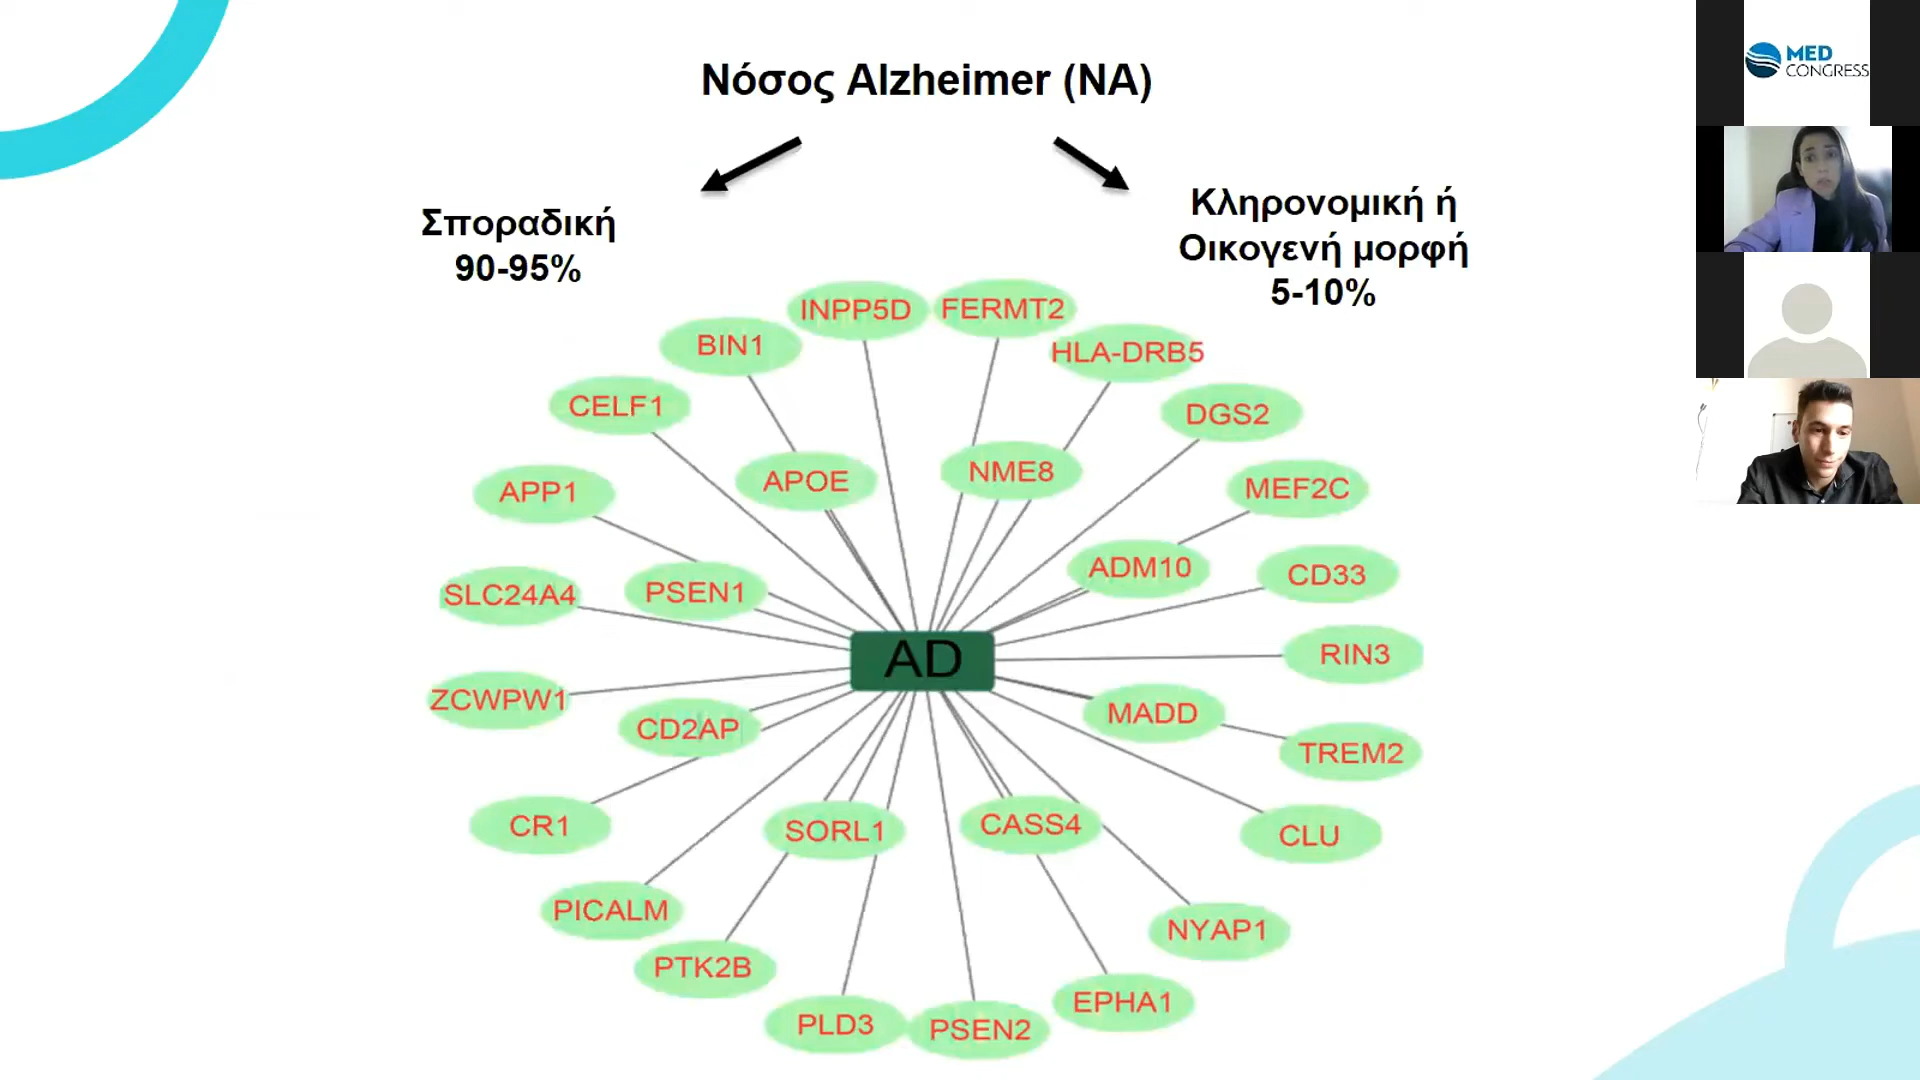 Νόσος Alzheimer (ΝΑ)
Σποραδική
90-95%
Κληρονομική ή
Οικογενή μορφή
5-10%
INPP5D
FERMT2
BIN1
HLA-DRB5
CELF1
DGS2
APOE
NME8
APP1
MEF2C
ADM10
CD33
SLC24A4
PSEN1
AD
RIN3
ZCWPW1
CD2AP
MADD
TREM2
CR1
SORL1
CASS4
CLU
PICALM
NYAP1
PTK2B
EPHA1
PLD3
PSEN2
MED
CONGRESS